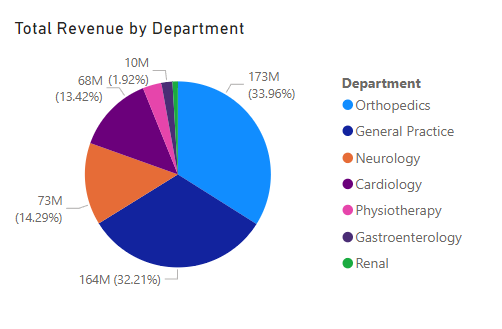 Total Revenue by Department
10M
(1.92%)
68M
(13.42%)
173M
(33.96%)
73M
(14.29%)
164M (32.21%)
Department
Orthopedics
General Practice
Neurology
Cardiology
Physiotherapy
Gastroenterology
Renal